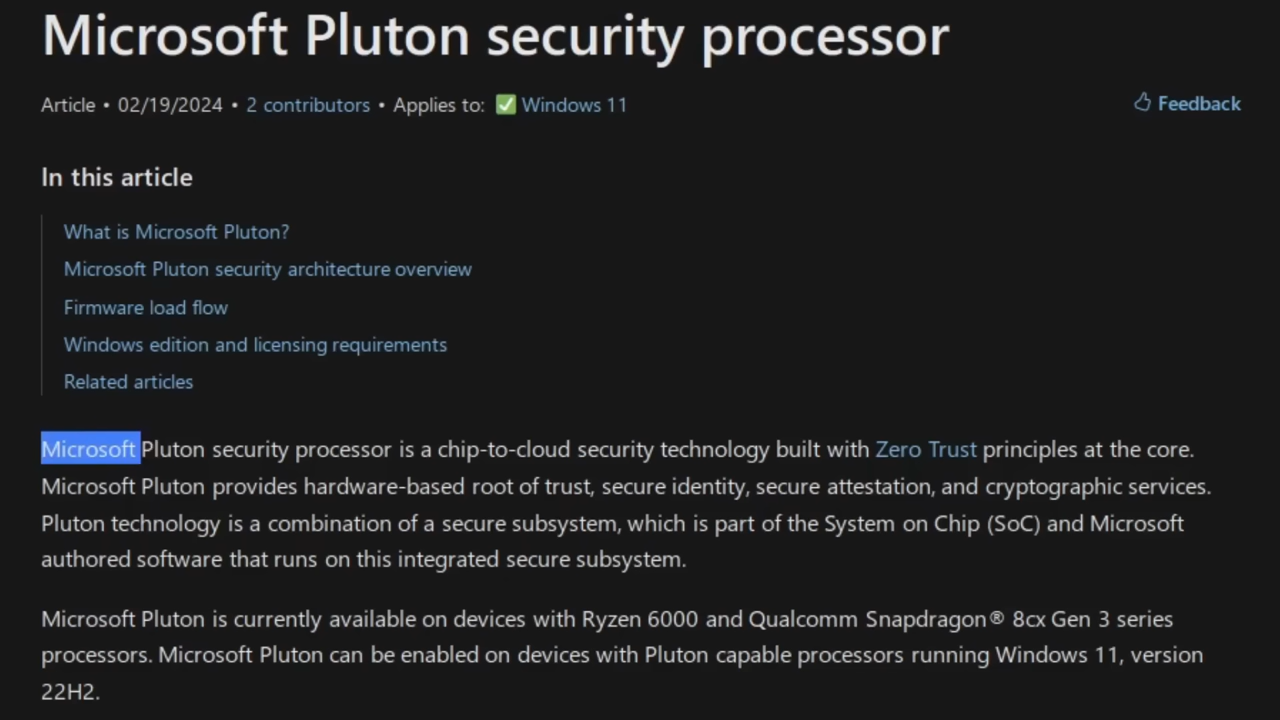 Microsoft Pluton security processor
Article • 02/19/2024 • 2 contributors • Applies to: ✅ Windows 11
Feedback
In this article
What is Microsoft Pluton?
Microsoft Pluton security architecture overview
Firmware load flow
Windows edition and licensing requirements
Related articles
Microsoft Pluton security processor is a chip-to-cloud security technology built with Zero Trust principles at the core.
Microsoft Pluton provides hardware-based root of trust, secure identity, secure attestation, and cryptographic services.
Pluton technology is a combination of a secure subsystem, which is part of the System on Chip (SoC) and Microsoft
authored software that runs on this integrated secure subsystem.
Microsoft Pluton is currently available on devices with Ryzen 6000 and Qualcomm Snapdragon® 8cx Gen 3 series
processors. Microsoft Pluton can be enabled on devices with Pluton capable processors running Windows 11, version
22H2.